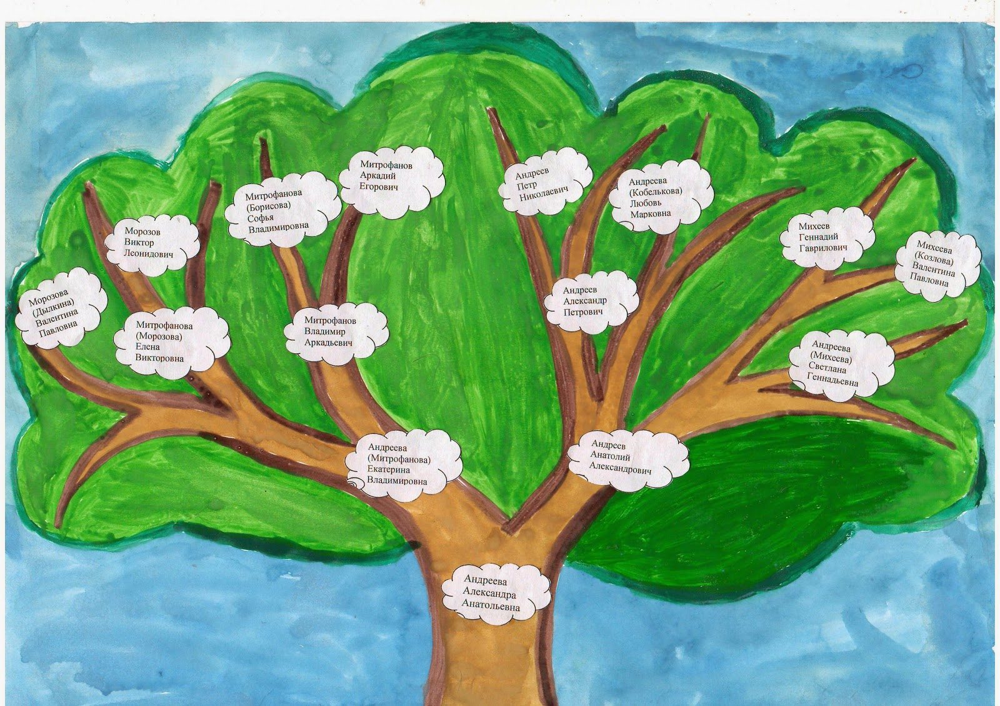 Митрофанов
Аркадий
Егорович
Андреев
Петр
Николаевич
Митрофанова
(Борисова)
Софья
Владимировна
Андреева
(Кобелькова)
Любовь
Марковна
Морозов
Виктор
Леонидович
Михеев
Геннадий
Гаврилович
Михеева
(Козлова)
Валентина
Павловна
Морозова
(Дылкина)
Валентина
Павловна
Митрофанова
(Морозова)
Елена
Викторовна
Митрофанов
Владимир
Аркадьевич
Андреев
Александр
Петрович
Андреева
(Михеева)
Светлана
Геннадьевна
Андреева
(Митрофанова)
Екатерина
Владимировна
Андреев
Анатолий
Александрович
Андреева
Александра
Анатольевна